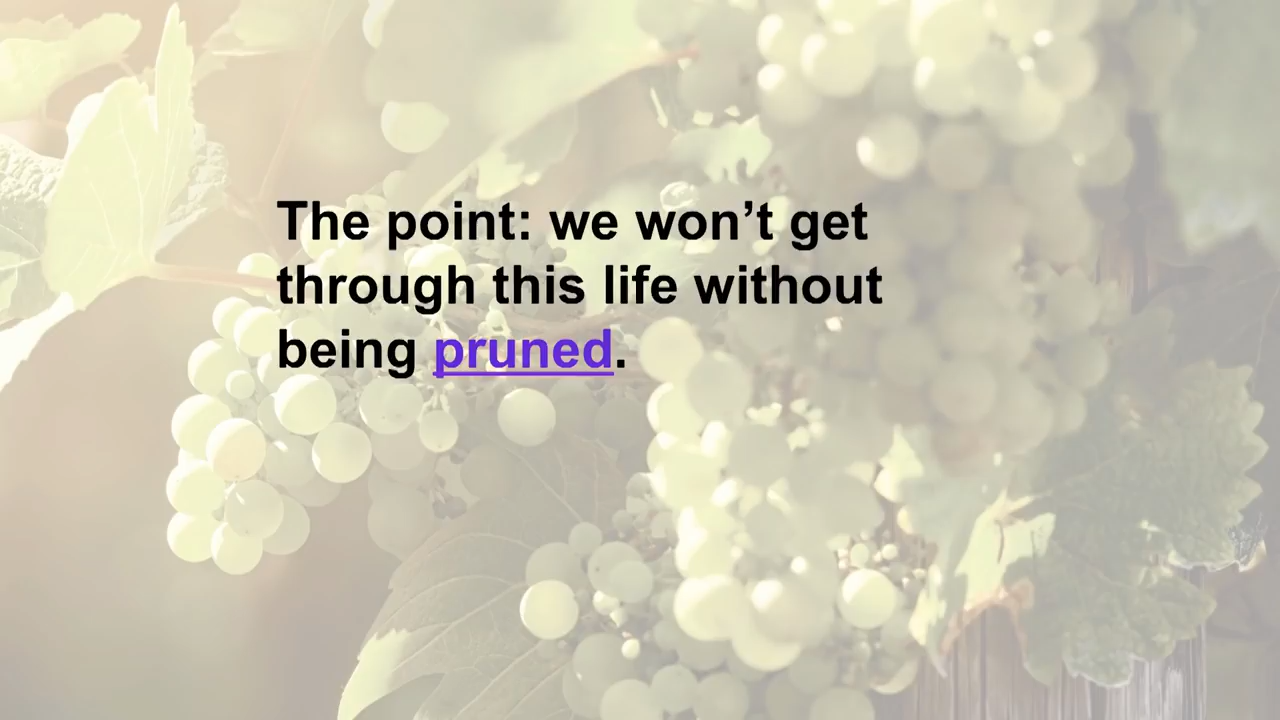 The point: we won’t get
through this life without
being pruned.